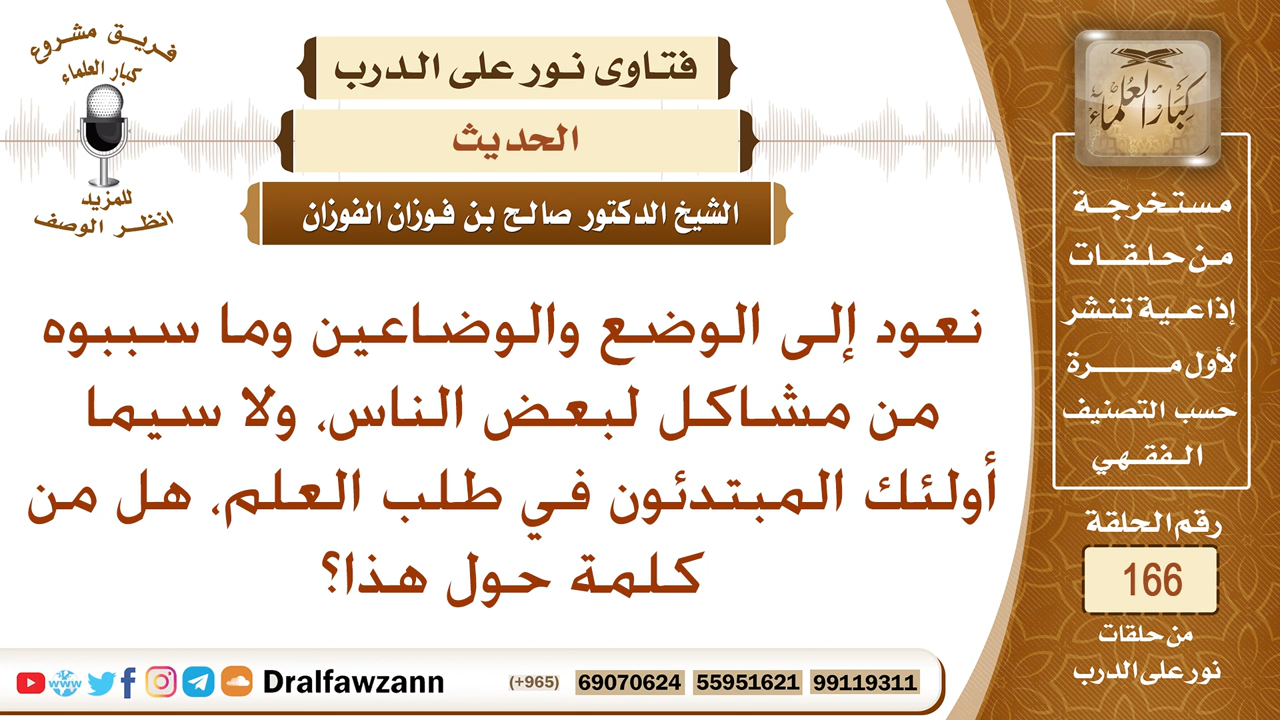 فريق مشروع
كبار العلماء
للمزيد
انظر الوصف
فتاوى نور على الدرب
الحديث
الشيخ الدكتور صالح بن فوزان الفوزان
نعود إلى الوضع والوضاعين وما سببوه
من مشاكل لبعض الناس، ولا سيما
أولئك المبتدئون في طلب العلم، هل من
كلمة حول هذا؟
كبار العلماء
مستخرجة
من حلقات
إذاعية تنشر
لأول مرة
حسب التصنيف
الفقهي
رقم الحلقة
166
من حلقات
نور على الدرب
www
Dralfawzann
(+965) 69070624 55951621 99119311